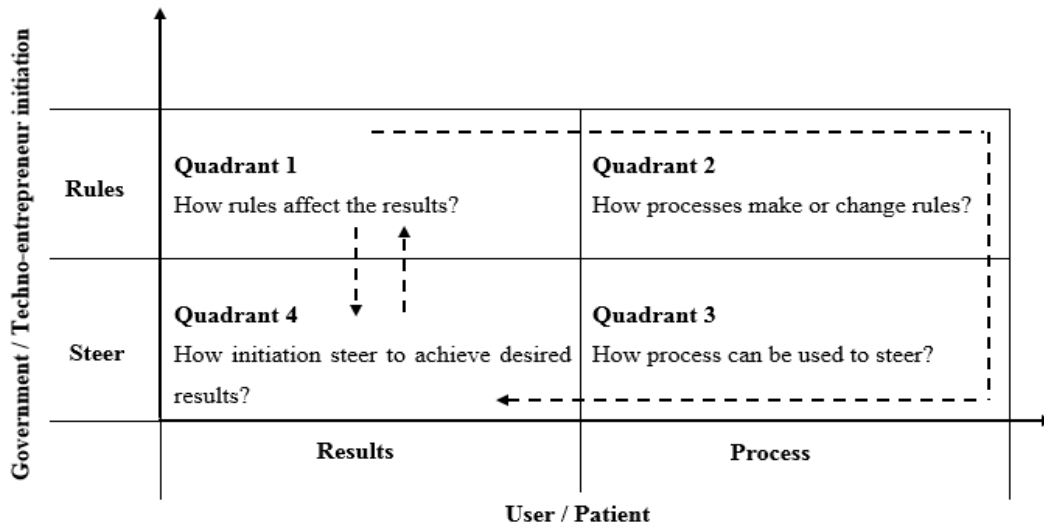 Government / Techno-entrepreneur initiation
Rules
Quadrant 1
How rules affect the results?
Quadrant 2
How processes make or change rules?
Steer
Quadrant 4
How initiation steer to achieve desired
results?
Quadrant 3
How process can be used to steer?
Results
Process
User / Patient